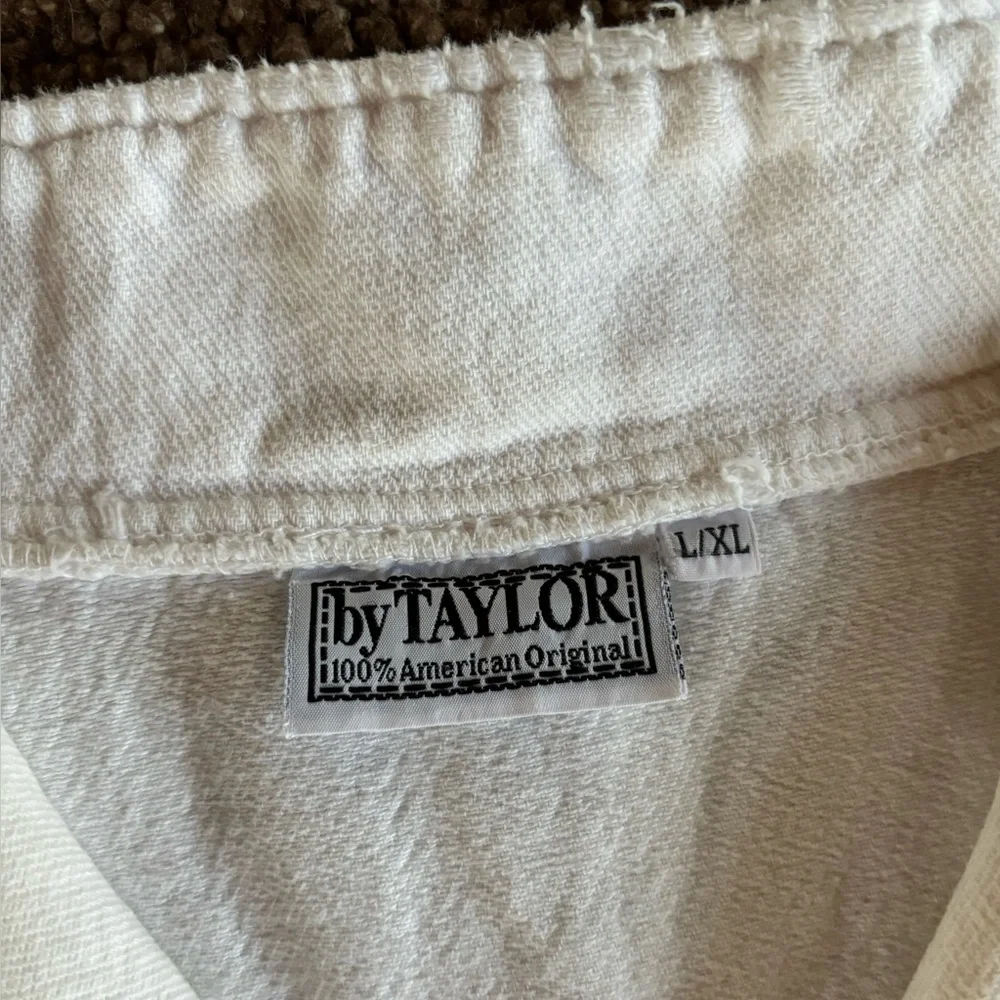 by TAYLOR
100% American Original
L/XL